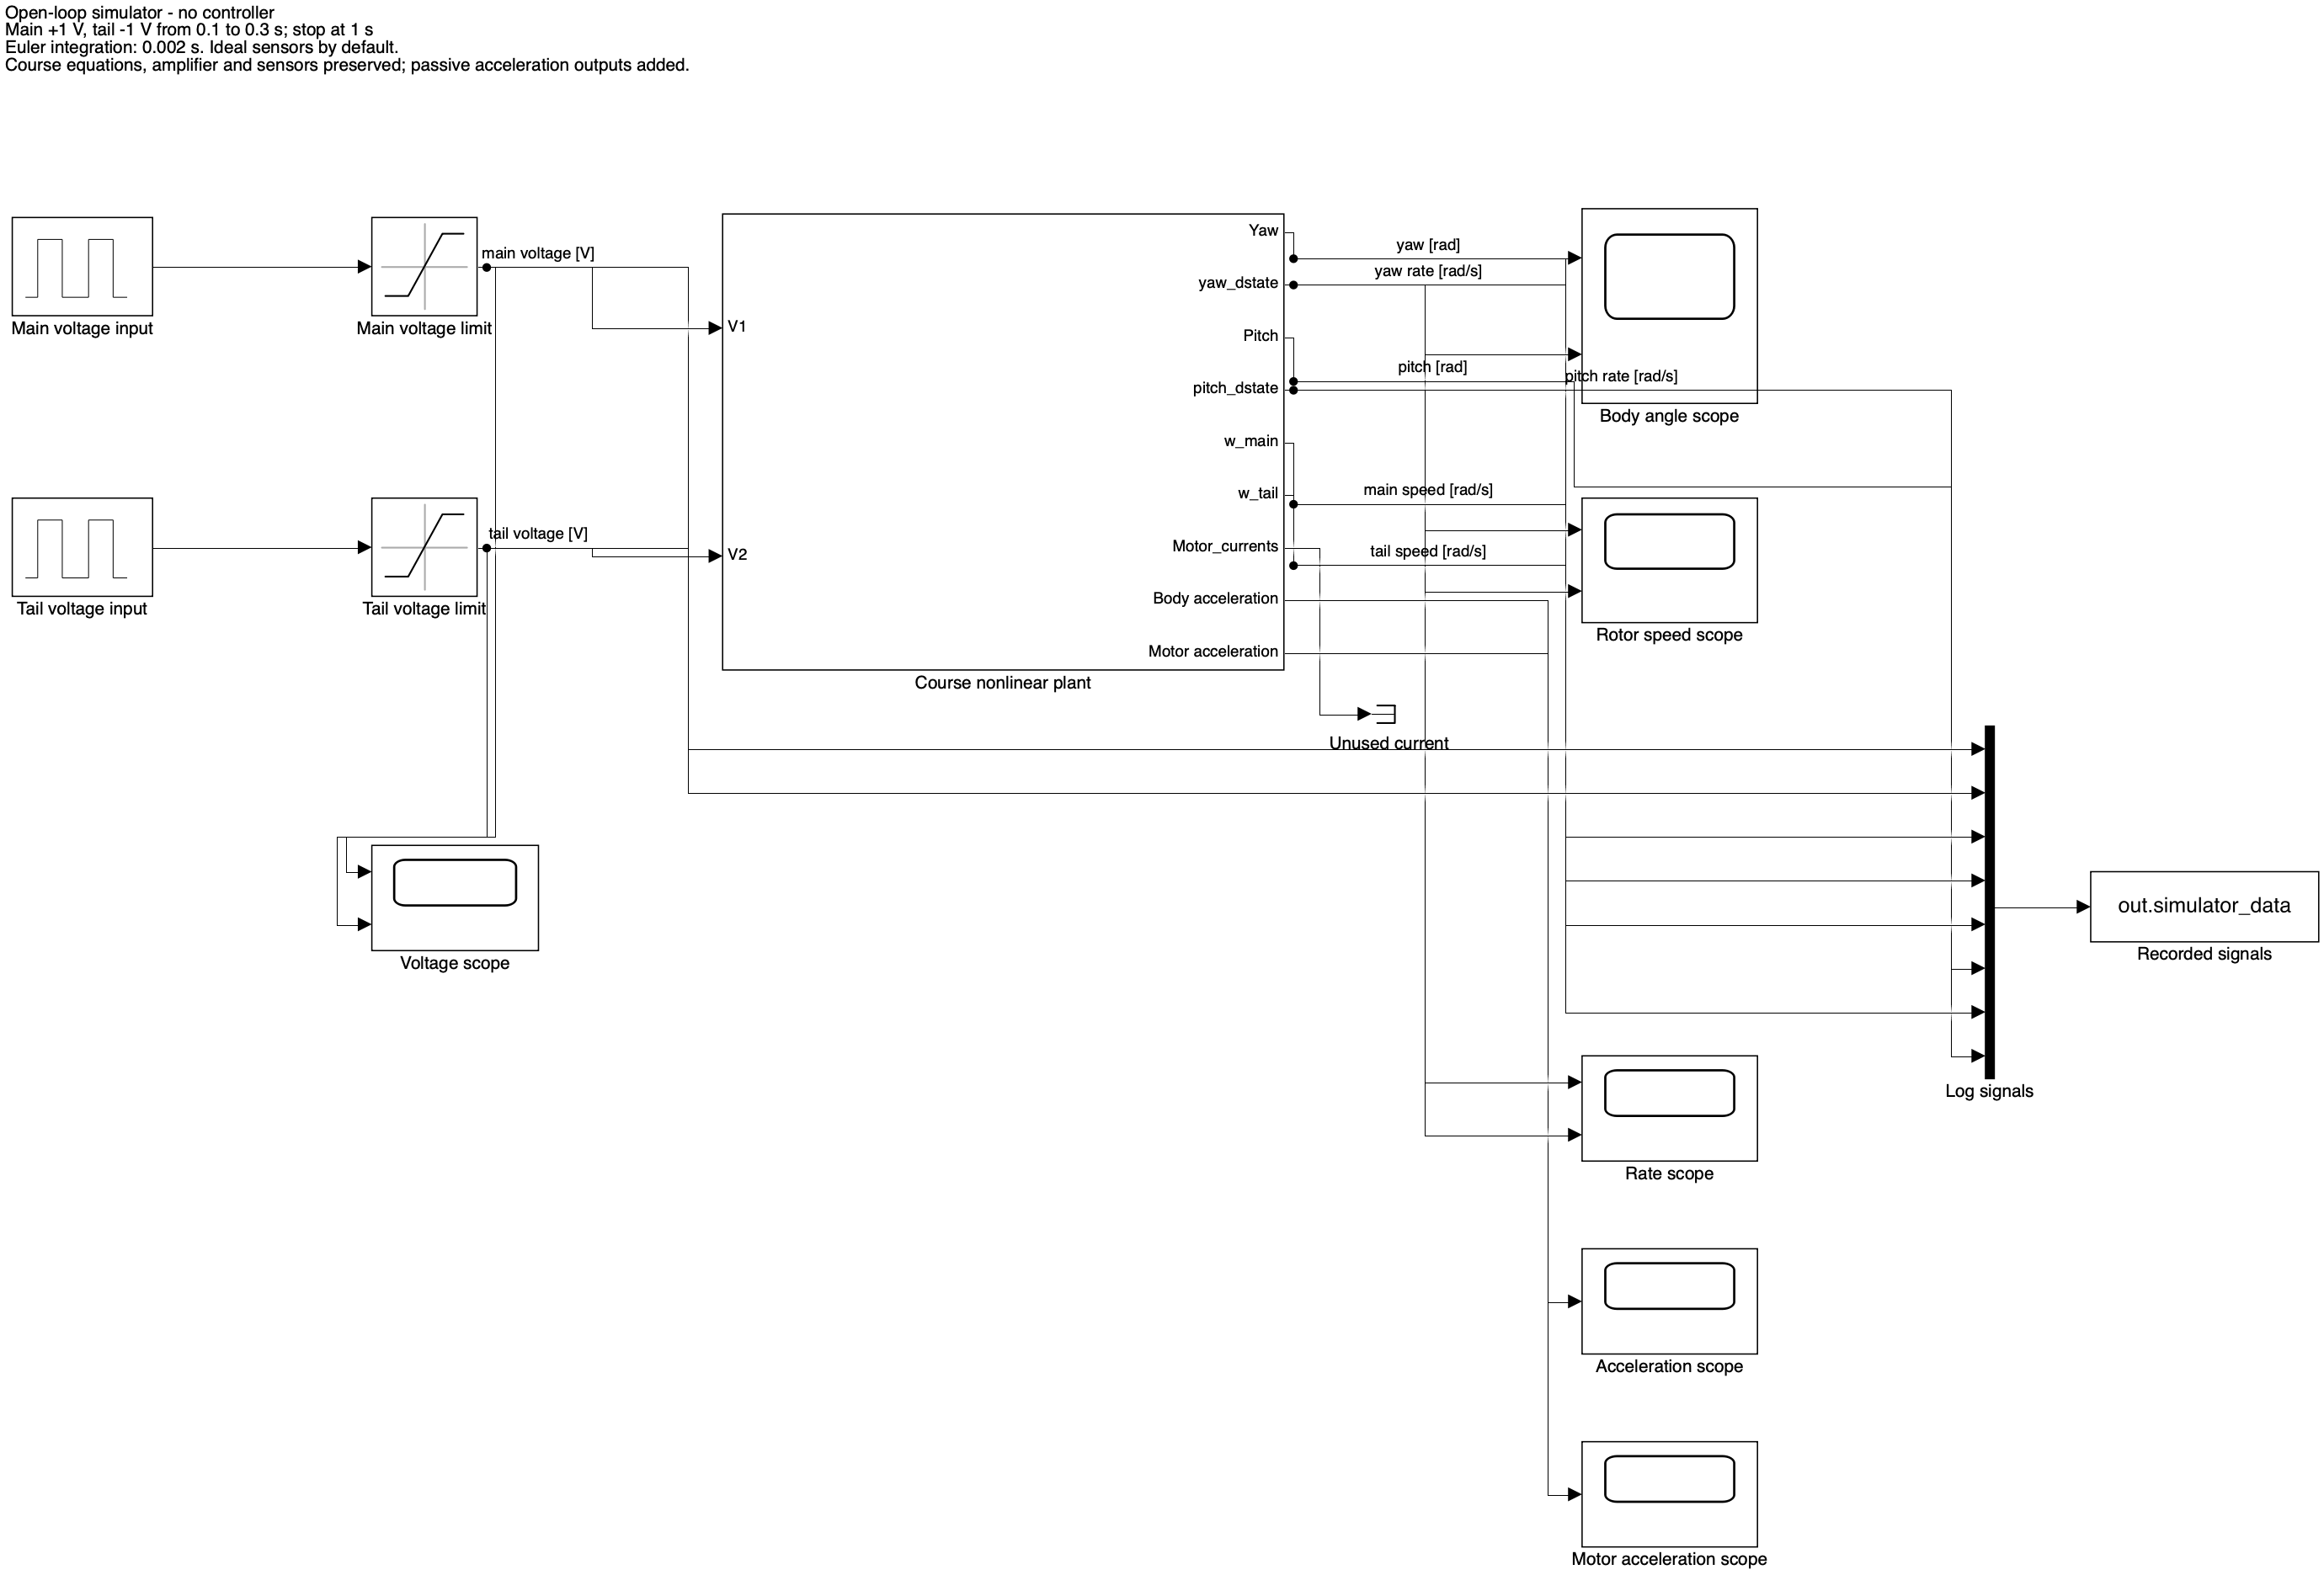 Open-loop simulator - no controller
Main +1 V, tail -1 V from 0.1 to 0.3 s; stop at 1 s
Euler integration: 0.002 s. Ideal sensors by default.
Course equations, amplifier and sensors preserved; passive acceleration outputs added.
Main voltage input
Main voltage limit
main voltage [V]
Tail voltage input
Tail voltage limit
tail voltage [V]
Voltage scope
V1
V2
Yaw
yaw_dstate
Pitch
pitch_dstate
w_main
w_tail
Motor_currents
Body acceleration
Motor acceleration
Course nonlinear plant
yaw [rad]
yaw rate [rad/s]
pitch [rad]
pitch rate [rad/s]
main speed [rad/s]
tail speed [rad/s]
Unused current
Body angle scope
Rotor speed scope
Rate scope
Acceleration scope
Motor acceleration scope
Log signals
out.simulator_data
Recorded signals